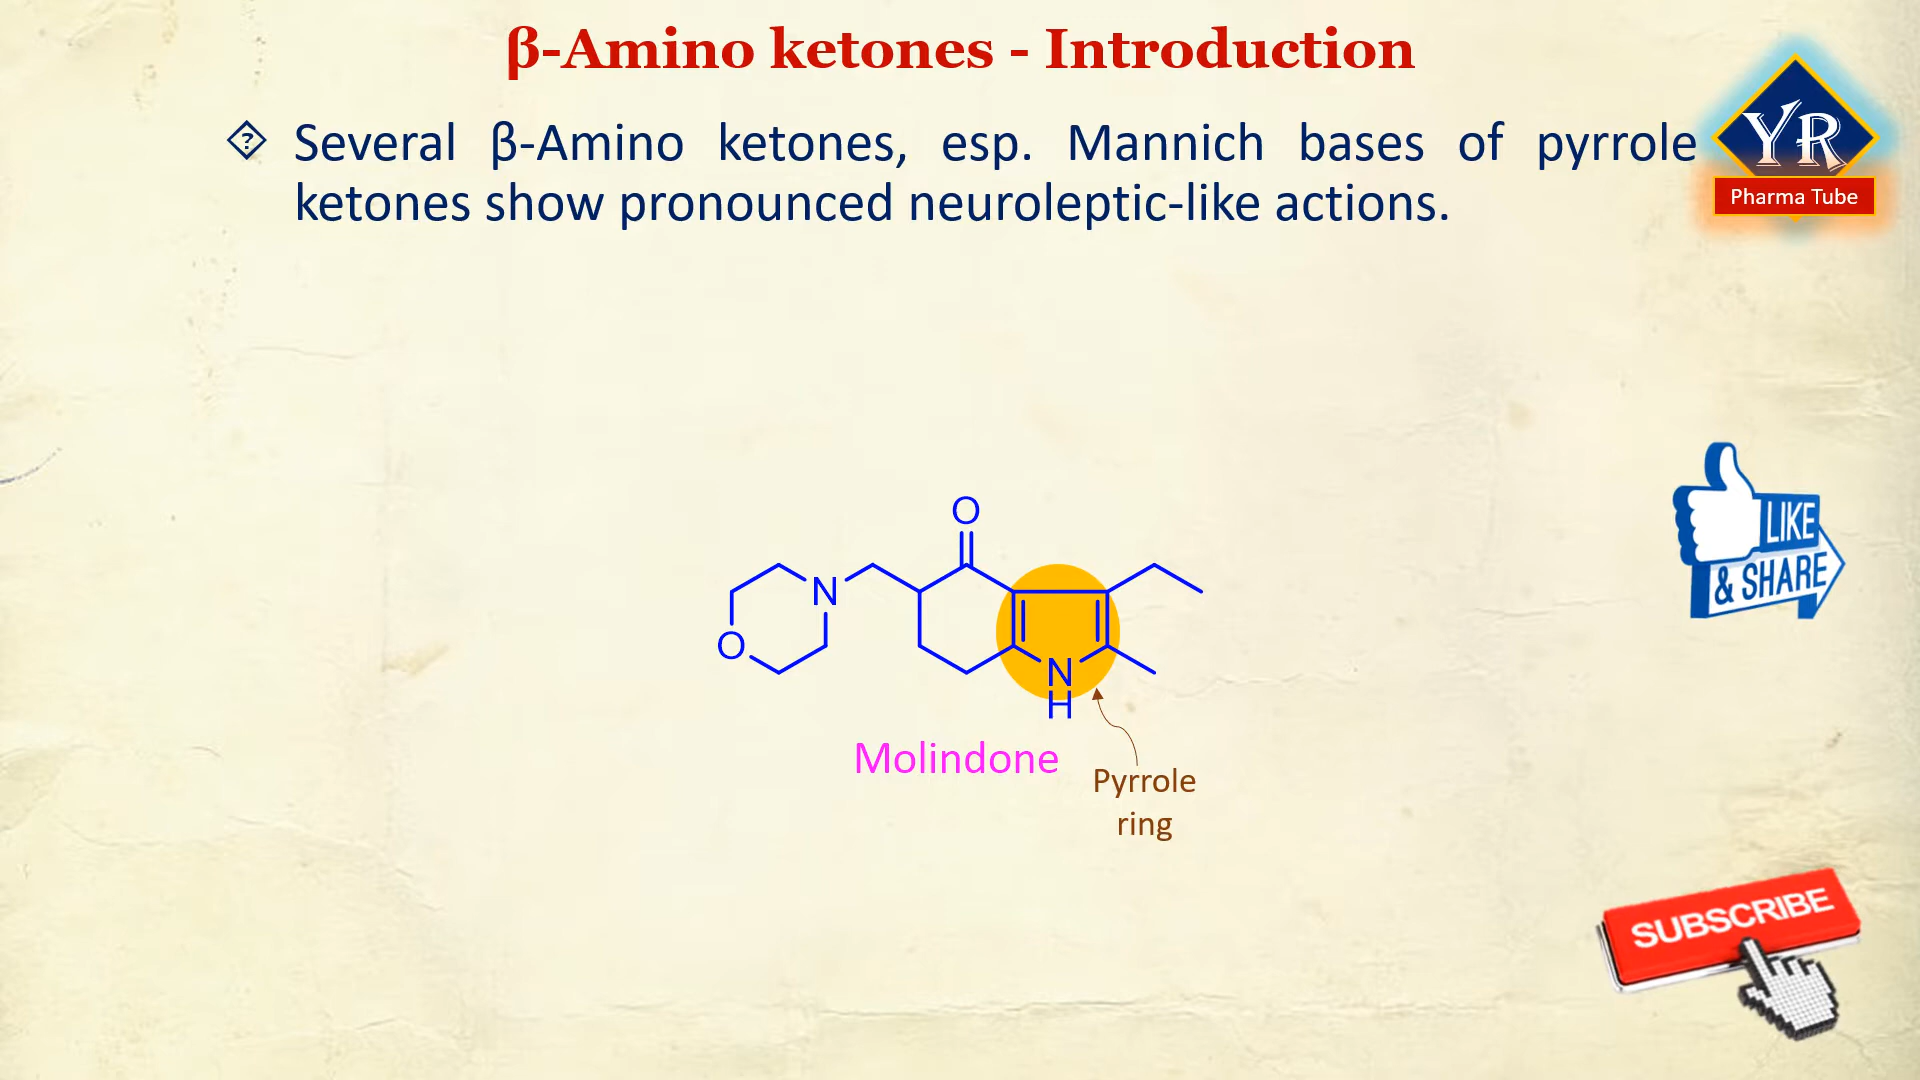 β-Amino ketones - Introduction
Several β-Amino ketones, esp. Mannich bases of pyrrole
ketones show pronounced neuroleptic-like actions.
YR
Pharma Tube
LIKE
& SHARE
O
N
O
N
H
Molindone
Pyrrole
ring
SUBSCRIBE